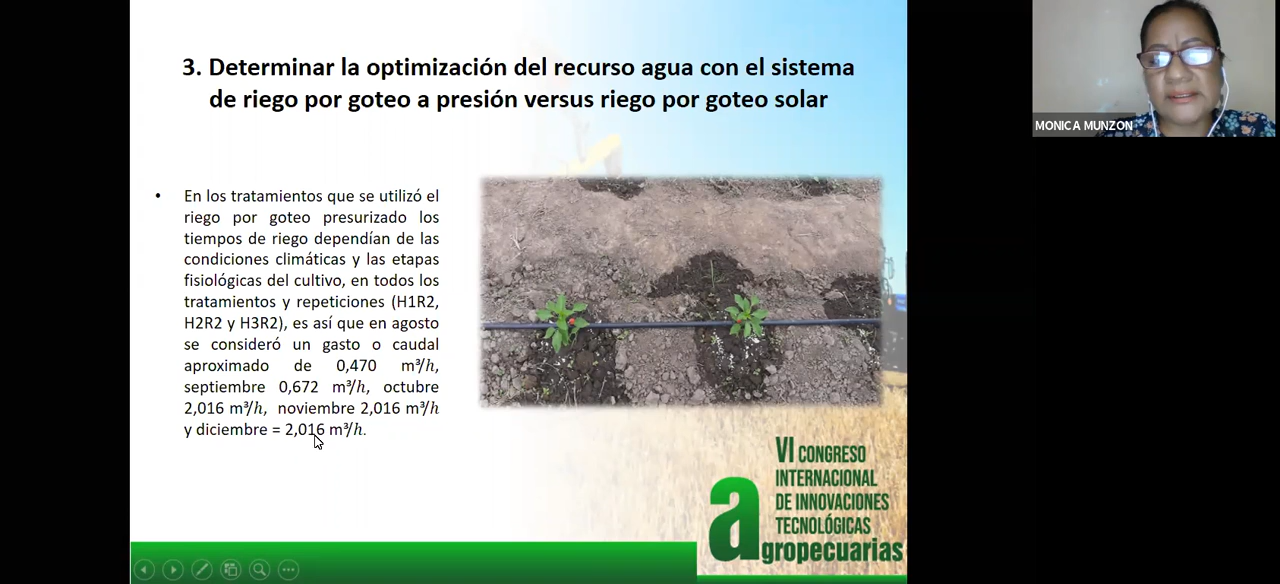 3. Determinar la optimización del recurso agua con el sistema
de riego por goteo a presión versus riego por goteo solar
MONICA MUNZON
• En los tratamientos que se utilizó el
riego por goteo presurizado los
tiempos de riego dependían de las
condiciones climáticas y las etapas
fisiológicas del cultivo, en todos los
tratamientos y repeticiones (H1R2,
H2R2 y H3R2), es así que en agosto
se consideró un gasto o caudal
aproximado de 0,470 m³/h,
septiembre 0,672 m³/h, octubre
2,016 m³/h, noviembre 2,016 m³/h
y diciembre = 2,016 m³/h.
VI CONGRESO
INTERNACIONAL
DE INNOVACIONES
TECNOLÓGICAS
agropecuarias